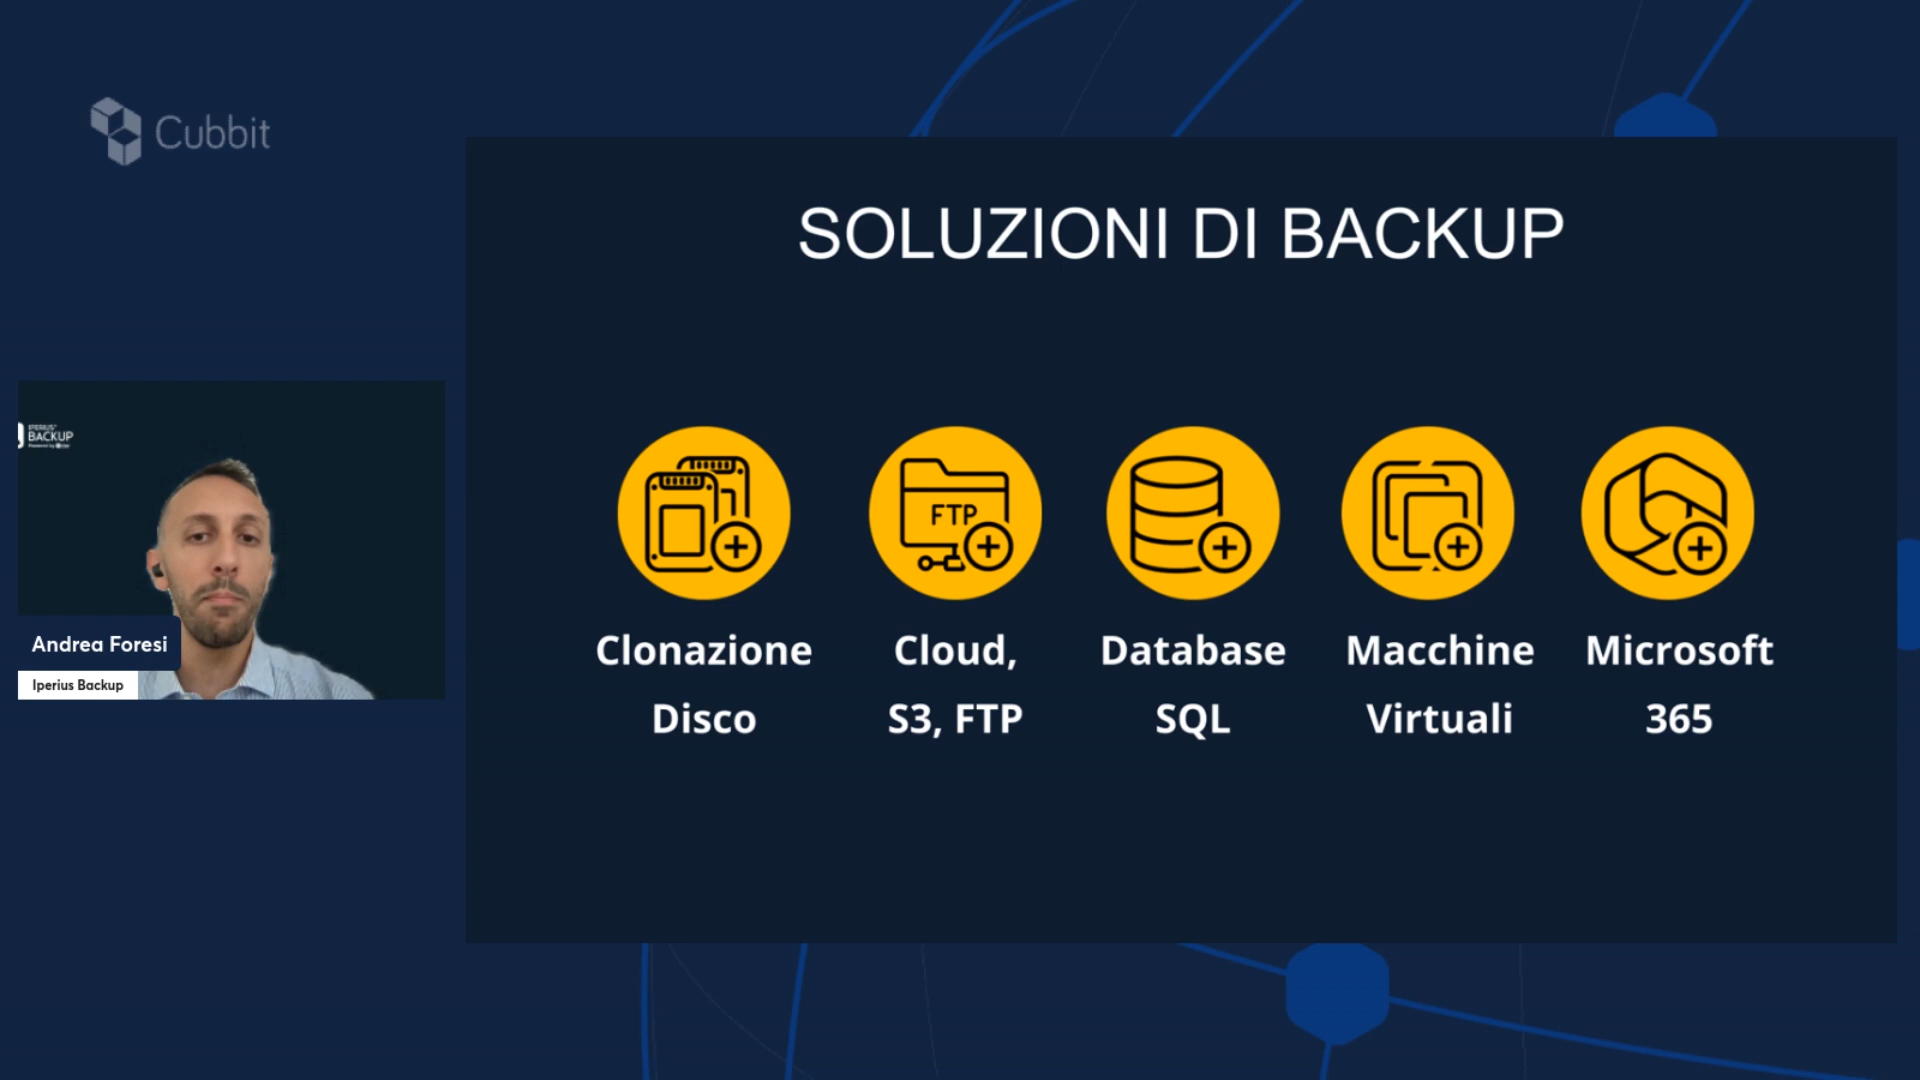 Cubbit
SOLUZIONI DI BACKUP
IPERIUS
BACKUP
FTP
Clonazione
Disco
Cloud,
S3, FTP
Database
SQL
Macchine
Virtuali
Microsoft
365
Andrea Foresi
Iperius Backup